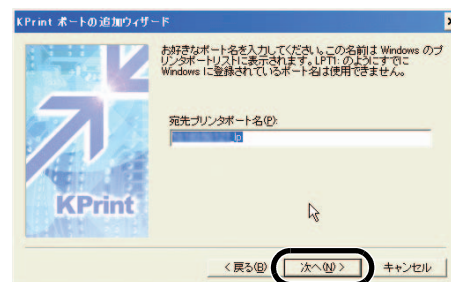 KPrint ポートの追加ウィザード
お好きなポート名を入力してください。この名前は Windows のプ
リンタポートリストに表示されます。LPT1: のようにすでに
Windows に登録されているポート名は使用できません。
宛先プリンタポート名(P):
lp
KPrint
< 戻る(B)
次へ(N) >
キャンセル